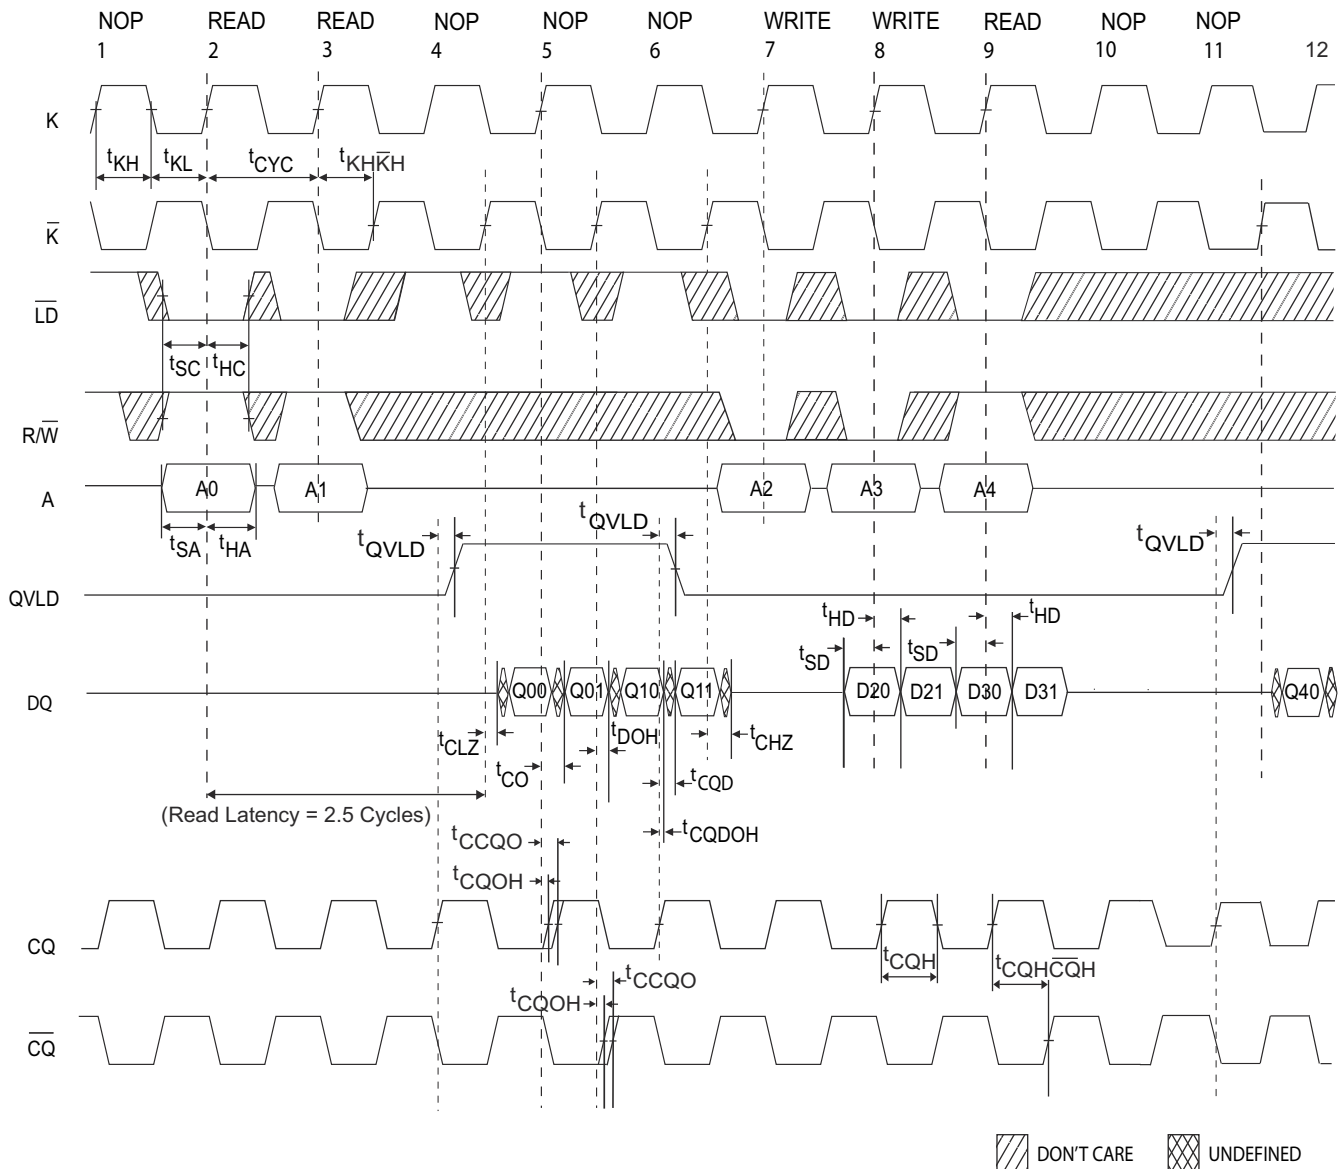 NOP READ READ NOP NOP NOP WRITE WRITE READ NOP NOP
1 2 3 4 5 6 7 8 9 10 11 12
K
tKH tKL tCYC tKHK̅H
K̅
L̅D̅
tSC tHC
R/W̅
A A0 A1 A2 A3 A4
tSA tHA tQVLD tQVLD tQVLD
QVLD
tHD tHD
tSD tSD
DQ Q00 Q01 Q10 Q11 D20 D21 D30 D31 Q40
tCLZ tDOH tCHZ
tCO tCQD
(Read Latency = 2.5 Cycles)
tCQDOH
tCCQO
tCQOH
CQ
tCQH tCQHC̅Q̅H
tCCQO
tCQOH
C̅Q̅
DON'T CARE UNDEFINED